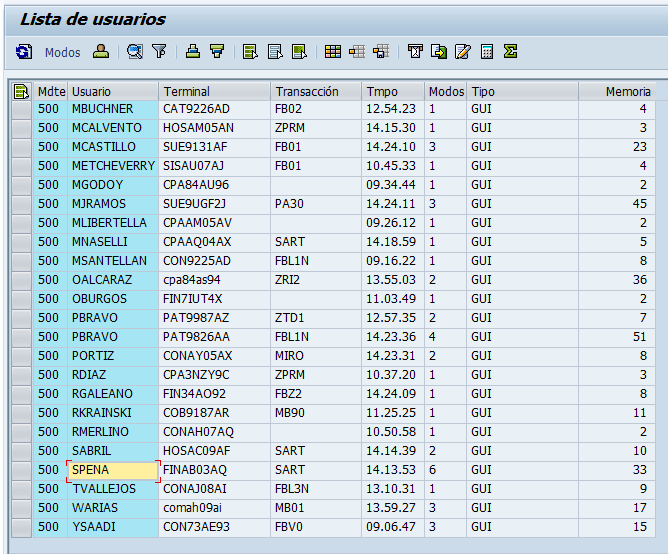 Lista de usuarios
Modos
Mdte Usuario Terminal Transacción Tmpo Modos Tipo Memoria
500 MBUCHNER CAT9226AD FB02 12.54.23 1 GUI 4
500 MCALVENTO HOSAM05AN ZPRM 14.15.30 1 GUI 3
500 MCASTILLO SUE9131AF FB01 14.24.10 3 GUI 23
500 METCHEVERRY SISAU07AJ FB01 10.45.33 1 GUI 4
500 MGODOY CPA84AU96 09.34.44 1 GUI 2
500 MJRAMOS SUE9UGF2J PA30 14.24.11 3 GUI 45
500 MLIBERTELLA CPAAM05AV 09.26.12 1 GUI 2
500 MNASELLI CPAAQ04AX SART 14.18.59 1 GUI 5
500 MSANTELLAN CON9225AD FBL1N 09.16.22 1 GUI 8
500 OALCARAZ cpa84as94 ZRI2 13.55.03 2 GUI 36
500 OBURGOS FIN7IUT4X 11.03.49 1 GUI 2
500 PBRAVO PAT9987AZ ZTD1 12.57.35 2 GUI 7
500 PBRAVO PAT9826AA FBL1N 14.23.36 4 GUI 51
500 PORTIZ CONAY05AX MIRO 14.23.31 2 GUI 8
500 RDIAZ CPA3NZY9C ZPRM 10.37.20 1 GUI 3
500 RGALEANO FIN34AO92 FBZ2 14.24.09 1 GUI 8
500 RKRAINSKI COB9187AR MB90 11.25.25 1 GUI 11
500 RMERLINO CONAH07AQ 10.50.58 1 GUI 2
500 SABRIL HOSAC09AF SART 14.14.39 2 GUI 10
500 SPENA FINAB03AQ SART 14.13.53 6 GUI 33
500 TVALLEJOS CONAJ08AI FBL3N 13.10.31 1 GUI 9
500 WARIAS comah09ai MB01 13.59.27 3 GUI 17
500 YSAADI CON73AE93 FBV0 09.06.47 3 GUI 15